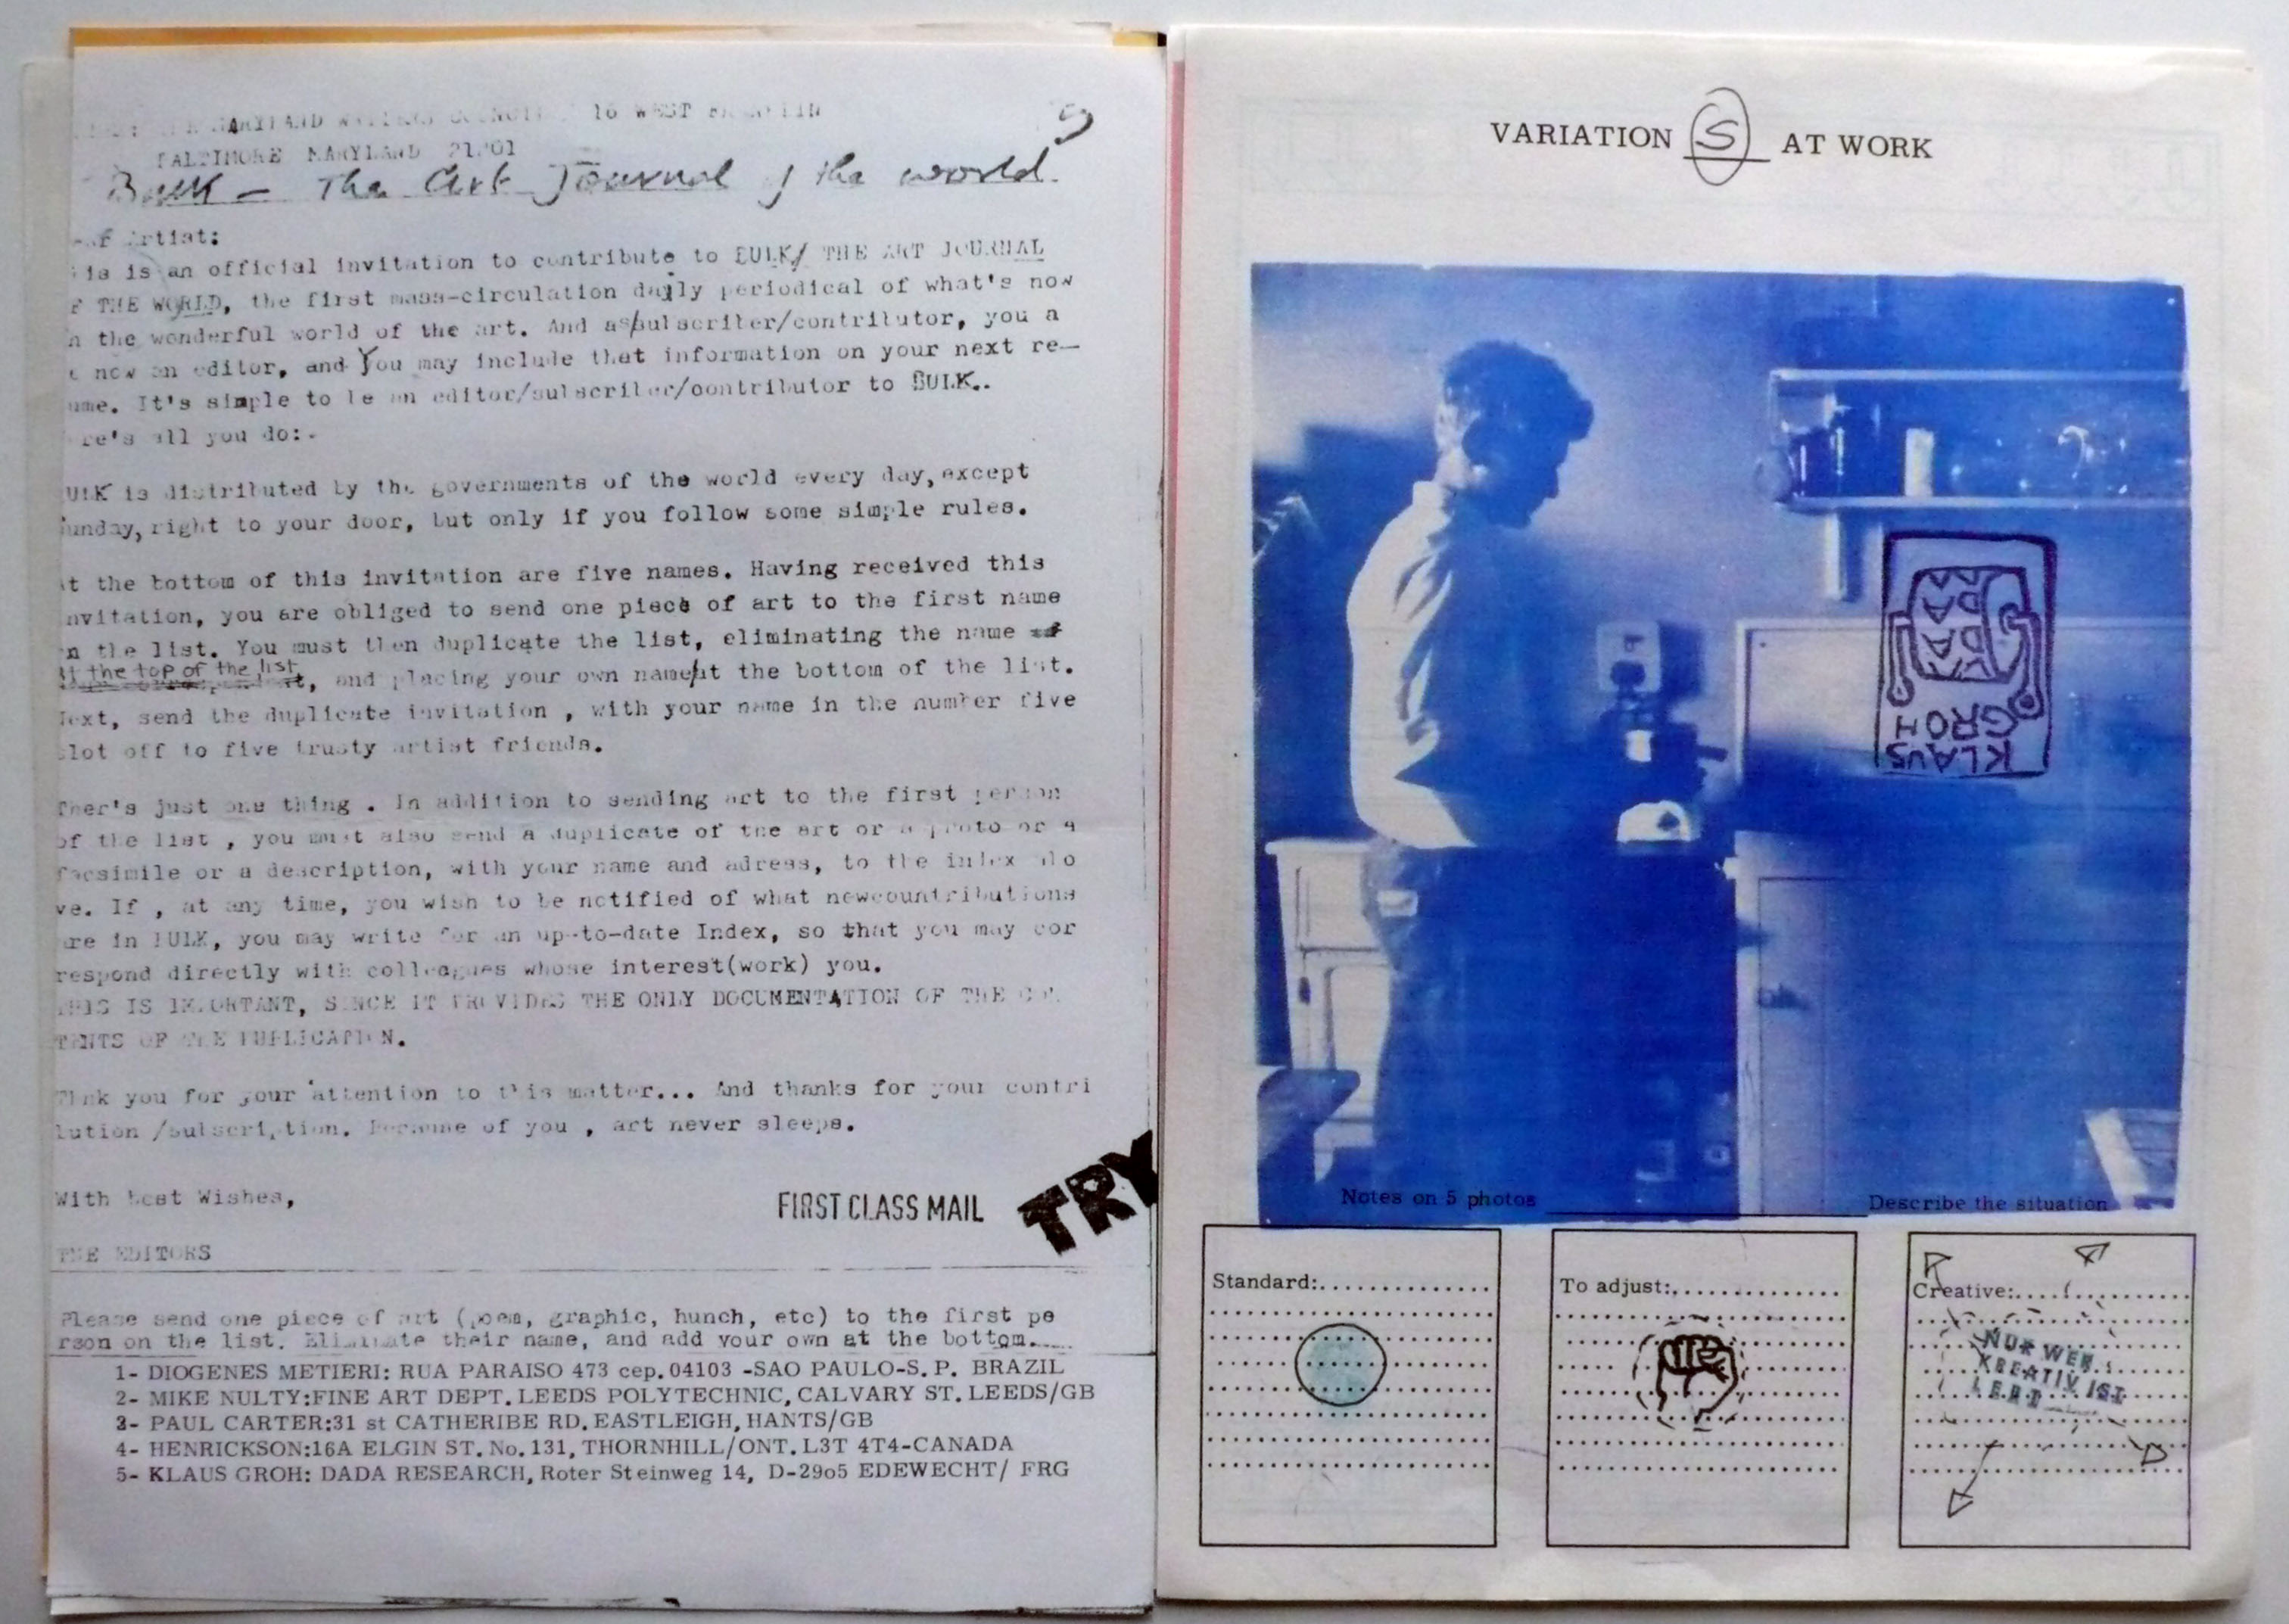 MARYLAND 16 WEST
BALTIMORE MARYLAND
Bulk - The Art Journal of the world.
Artist:
is is an official invitation to contribute to BULK/ THE ART JOURNAL
THE WORLD, the first mass-circulation daily periodical of what's now
the wonderful world of the art. And as/subscriber/contributor, you a
now an editor, and You may include that information on your next re-
ume. It's simple to be an editor/subscriber/contributor to BULK..
re's all you do:-
ULK is distributed by the governments of the world every day, except
unday, right to your door, but only if you follow some simple rules.
At the bottom of this invitation are five names. Having received this
nvitation, you are obliged to send one piece of art to the first name
n the list. You must then duplicate the list, eliminating the name
At the top of the list, and placing your own name/at the bottom of the list.
Next, send the duplicate invitation , with your name in the number five
slot off to five trusty artist friends.
Ther's just one thing . In addition to sending art to the first person
of the list , you must also send a duplicate of the art or a photo or a
facsimile or a description, with your name and adress, to the index
ve. If , at any time, you wish to be notified of what newcountributions
are in BULK, you may write for an up-to-date Index, so that you may cor
respond directly with colleagues whose interest(work) you.
THIS IS IMPORTANT, SINCE IT PROVIDES THE ONLY DOCUMENTATION OF THE CON
TENTS OF THE PUBLICATION.
Thnk you for your attention to this matter... And thanks for your contri
bution /subscription. Because of you , art never sleeps.
With best Wishes,
FIRST CLASS MAIL
TRY
THE EDITORS
Please send one piece of art (poem, graphic, hunch, etc) to the first pe
rson on the list. Eliminate their name, and add your own at the bottom....
1- DIOGENES METIERI: RUA PARAISO 473 cep. 04103 -SAO PAULO-S. P. BRAZIL
2- MIKE NULTY:FINE ART DEPT. LEEDS POLYTECHNIC, CALVARY ST. LEEDS/GB
3- PAUL CARTER:31 st CATHERIBE RD. EASTLEIGH, HANTS/GB
4- HENRICKSON:16A ELGIN ST. No. 131, THORNHILL/ONT. L3T 4T4-CANADA
5- KLAUS GROH: DADA RESEARCH, Roter Steinweg 14, D-29o5 EDEWECHT/ FRG
VARIATION S AT WORK
DA
DA
KLAUS
GROH
Notes on 5 photos Describe the situation
Standard:
To adjust:
Creative:
NUR WER
KREATIV IST
LEBT